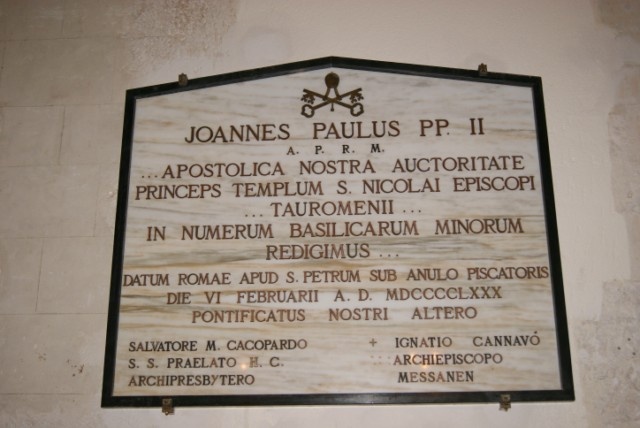 JOANNES PAULUS PP. II
A. P. R. M.
...APOSTOLICA NOSTRA AUCTORITATE
PRINCEPS TEMPLUM S. NICOLAI EPISCOPI
... TAUROMENII ...
IN NUMERUM BASILICARUM MINORUM
REDIGIMUS ...
DATUM ROMAE APUD S. PETRUM SUB ANULO PISCATORIS
DIE VI FEBRUARII A. D. MDCCCCLXXX
PONTIFICATUS NOSTRI ALTERO
SALVATORE M. CACOPARDO
S. S. PRAELATO H. C.
ARCHIPRESBYTERO
+ IGNATIO CANNAVÓ
ARCHIEPISCOPO
MESSANEN